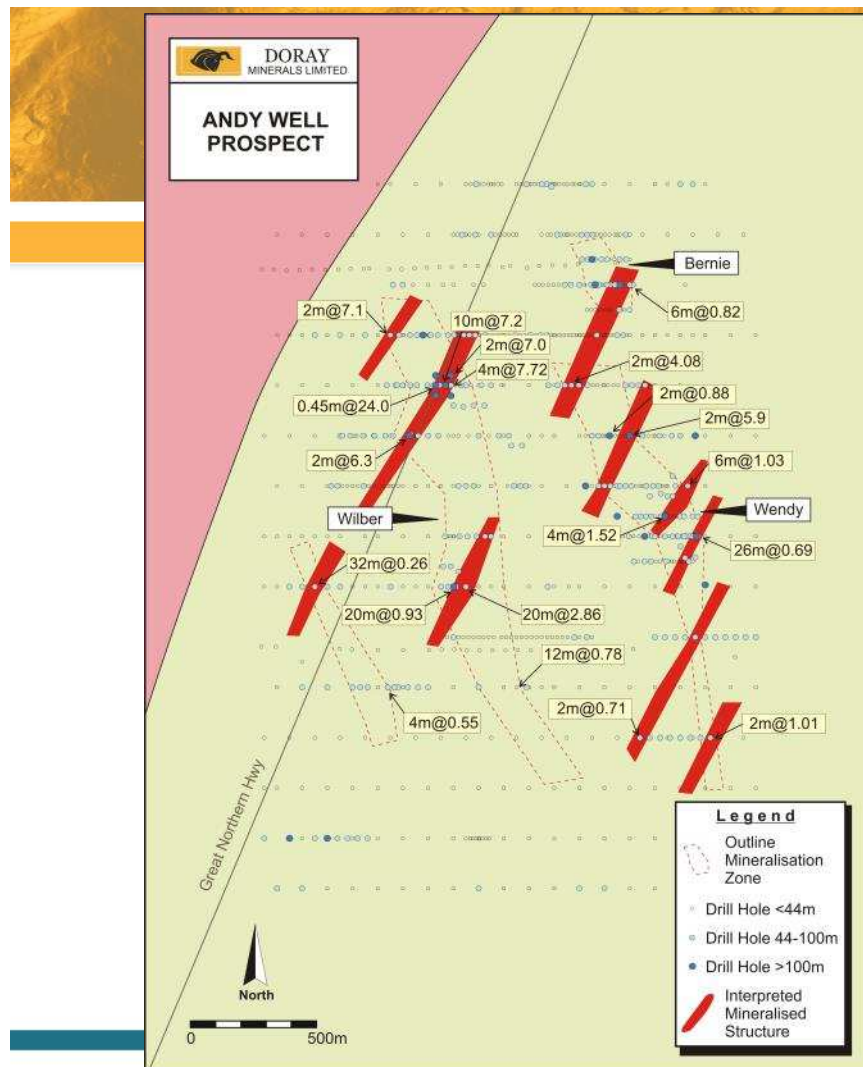 DORAY
MINERALS LIMITED
ANDY WELL
PROSPECT
Bernie
2m@7.1
10m@7.2
6m@0.82
2m@7.0
4m@7.72
2m@4.08
0.45m@24.0
2m@0.88
2m@5.9
2m@6.3
6m@1.03
Wilber
Wendy
4m@1.52
26m@0.69
32m@0.26
20m@0.93
20m@2.86
12m@0.78
4m@0.55
2m@0.71
2m@1.01
Great Northern Hwy
Legend
Outline
Mineralisation
Zone
Drill Hole <44m
Drill Hole 44-100m
Drill Hole >100m
Interpreted
Mineralised
Structure
North
0 500m